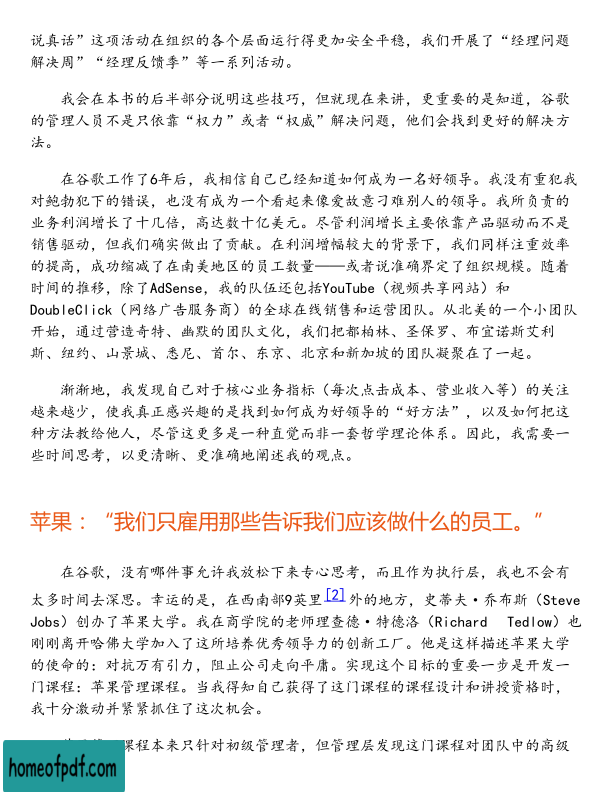 说真话”这项活动在组织的各个层面运行得更加安全平稳，我们开展了“经理问题
解决周”“经理反馈季”等一系列活动。
我会在本书的后半部分说明这些技巧，但就现在来讲，更重要的是知道，谷歌
的管理人员不是只依靠“权力”或者“权威”解决问题，他们会找到更好的解决方
法。
在谷歌工作了6年后，我相信自己已经知道如何成为一名好领导。我没有重犯我
对鲍勃犯下的错误，也没有成为一个看起来像爱故意刁难别人的领导。我所负责的
业务利润增长了十几倍，高达数十亿美元。尽管利润增长主要依靠产品驱动而不是
销售驱动，但我们确实做出了贡献。在利润增幅较大的背景下，我们同样注重效率
的提高，成功缩减了在南美地区的员工数量——或者说准确界定了组织规模。随着
时间的推移，除了AdSense，我的队伍还包括YouTube（视频共享网站）和
DoubleClick（网络广告服务商）的全球在线销售和运营团队。从北美的一个小团队
开始，通过营造奇特、幽默的团队文化，我们把都柏林、圣保罗、布宜诺斯艾利
斯、纽约、山景城、悉尼、首尔、东京、北京和新加坡的团队凝聚在了一起。
渐渐地，我发现自己对于核心业务指标（每次点击成本、营业收入等）的关注
越来越少，使我真正感兴趣的是找到如何成为好领导的“好方法”，以及如何把这
种方法教给他人，尽管这更多是一种直觉而非一套哲学理论体系。因此，我需要一
些时间思考，以更清晰、更准确地阐述我的观点。
苹果：“我们只雇用那些告诉我们应该做什么的员工。”
在谷歌，没有哪件事允许我放松下来专心思考，而且作为执行层，我也不会有
太多时间去深思。幸运的是，在西南部9英里[2]外的地方，史蒂夫·乔布斯（Steve
Jobs）创办了苹果大学。我在商学院的老师理查德·特德洛（Richard Tedlow）也
刚刚离开哈佛大学加入了这所培养优秀领导力的创新工厂。他是这样描述苹果大学
的使命的：对抗万有引力，阻止公司走向平庸。实现这个目标的重要一步是开发一
门课程：苹果管理课程。当我得知自己获得了这门课程的课程设计和讲授资格时，
我十分激动并紧紧抓住了这次机会。
课程本来只针对初级管理者，但管理层发现这门课程对团队中的高级
homeofpdf.com